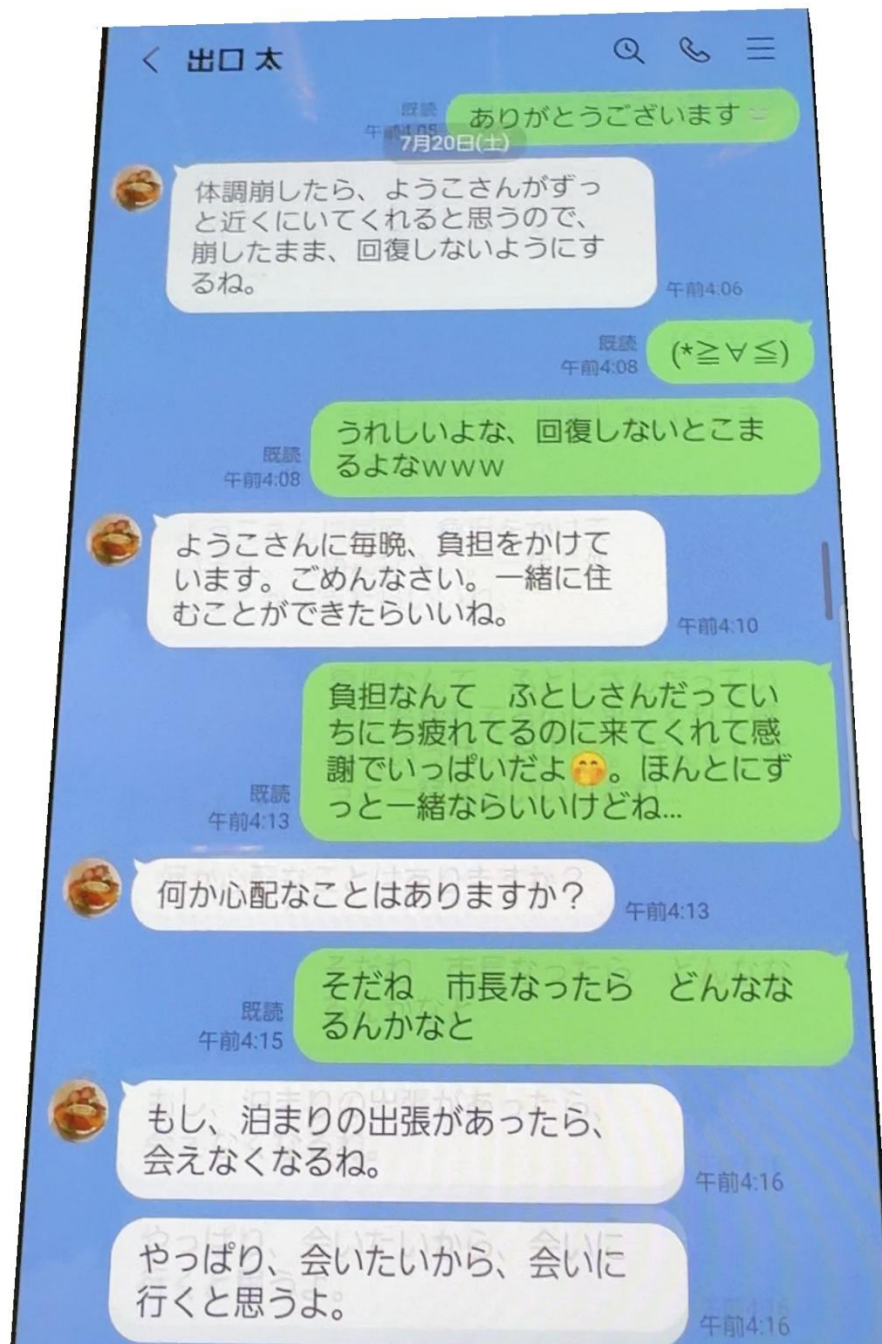 出口 太
既読
午前4:05
ありがとうございます
7月20日(土)
体調崩したら、ようこさんがずっ
と近くにいてくれると思うので、
崩したまま、回復しないようにす
るね。
午前4:06
既読
午前4:08
(*≧∀≦)
うれしいよな、回復しないとこま
るよなwww
既読
午前4:08
ようこさんに毎晩、負担をかけて
います。ごめんなさい。一緒に住
むことができたらいいね。
午前4:10
負担なんて　ふとしさんだってい
ちにち疲れてるのに来てくれて感
謝でいっぱいだよ🤭。ほんとにず
っと一緒ならいいけどね...
既読
午前4:13
何か心配なことはありますか？
午前4:13
そだね　市長なったら　どんなな
るんかなと
既読
午前4:15
もし、泊まりの出張があったら、
会えなくなるね。
午前4:16
やっぱり、会いたいから、会いに
行くと思うよ。
午前4:16